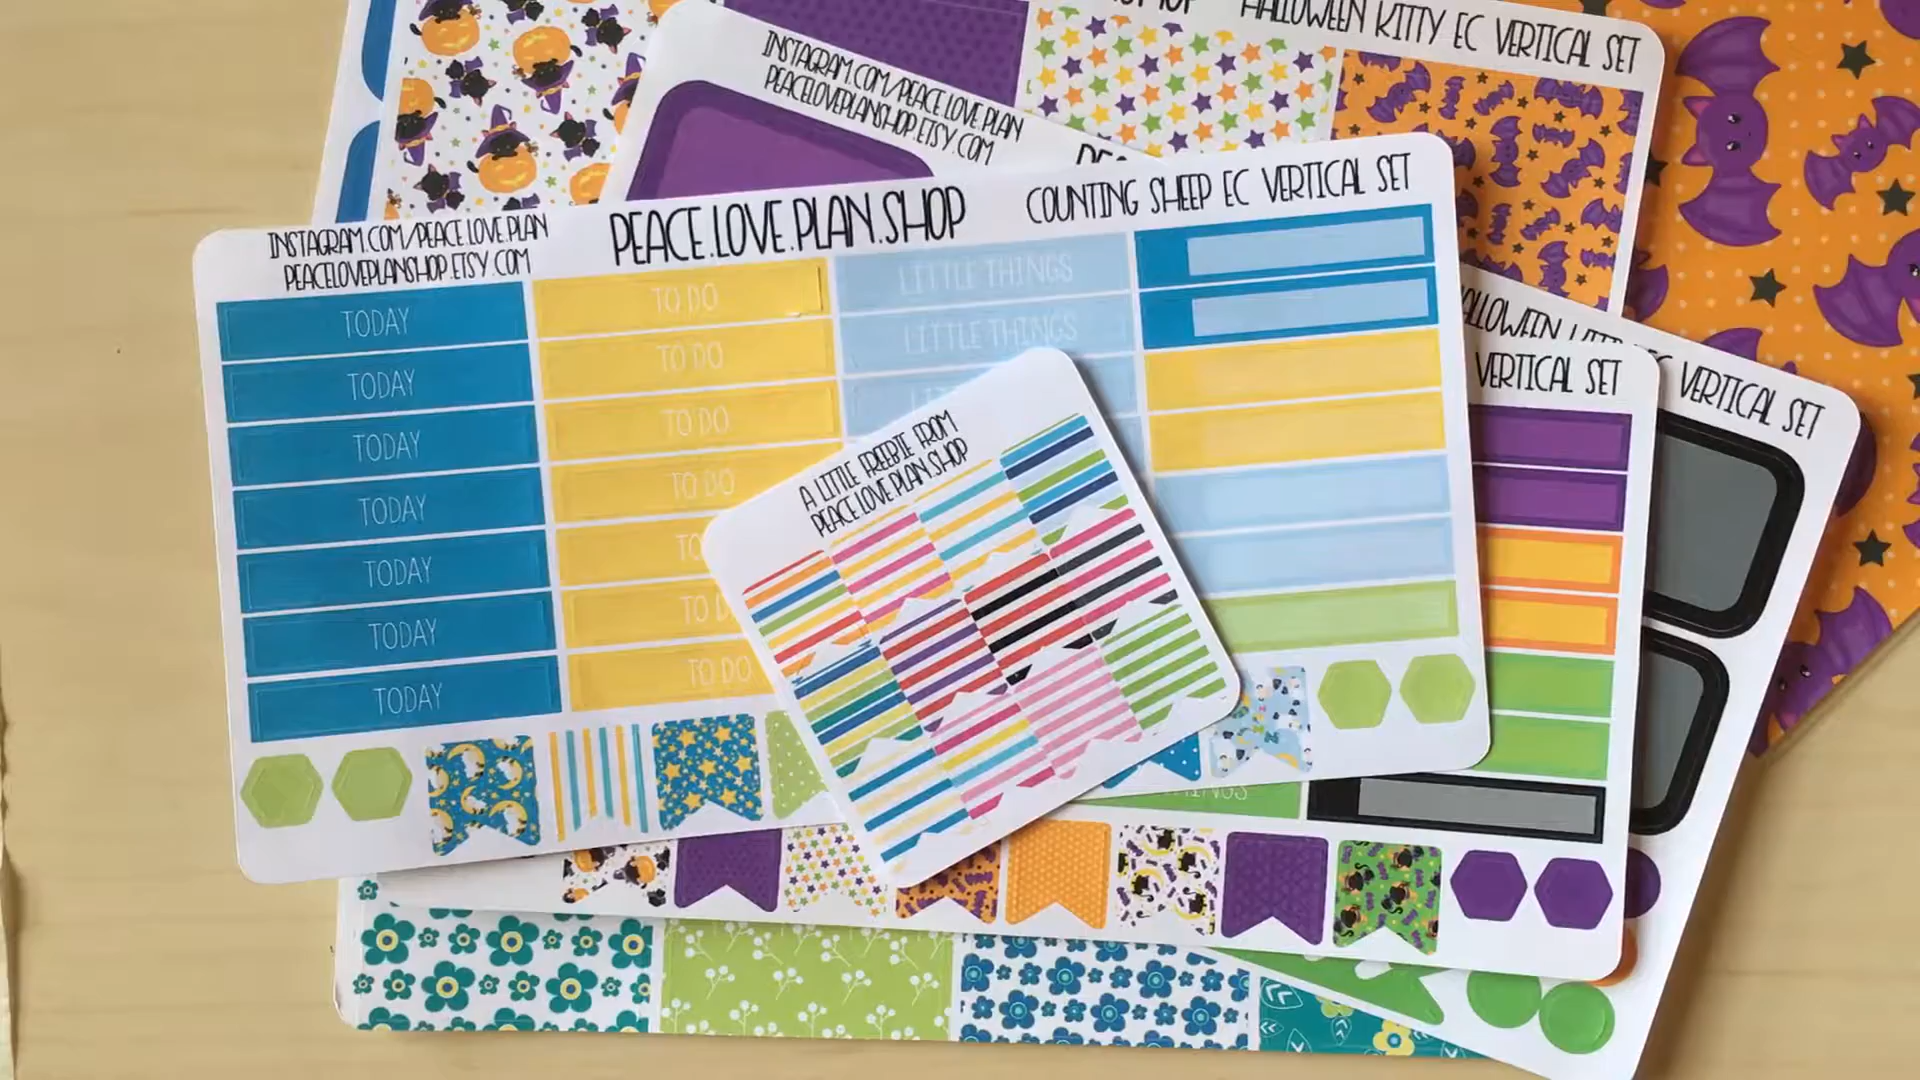 HALLOWEEN KITTY EC VERTICAL SET
INSTAGRAM.COM/PEACE.LOVE.PLAN
PEACELOVEPLANSHOP.ETSY.COM
INSTAGRAM.COM/PEACE.LOVE.PLAN
PEACELOVEPLANSHOP.ETSY.COM
PEACE.LOVE.PLAN.SHOP
COUNTING SHEEP EC VERTICAL SET
TODAY
TODAY
TODAY
TODAY
TODAY
TODAY
TODAY
TO DO
TO DO
TO DO
TO DO
TO DO
LITTLE THINGS
LITTLE THINGS
A LITTLE FREEBIE FROM
PEACE.LOVE.PLAN.SHOP
VERTICAL SET
HALLOWEEN EC VERTICAL SET